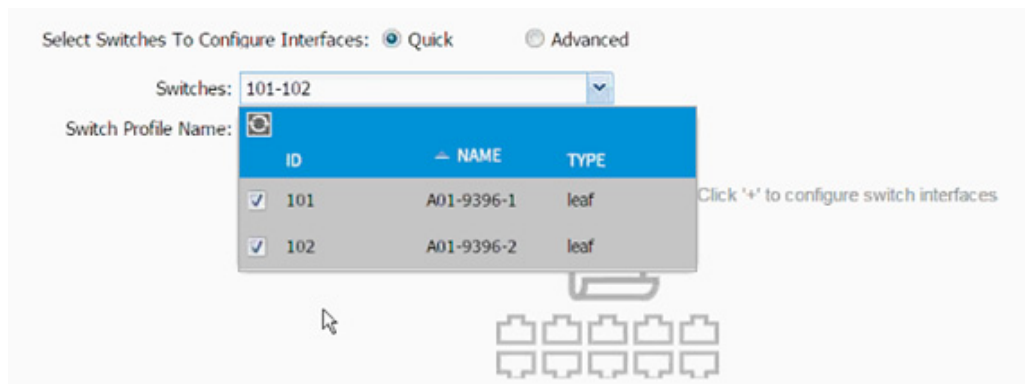 Select Switches To Configure Interfaces: Quick Advanced
Switches: 101-102
Switch Profile Name:
ID NAME TYPE
101 A01-9396-1 leaf
Click '+' to configure switch interfaces
102 A01-9396-2 leaf